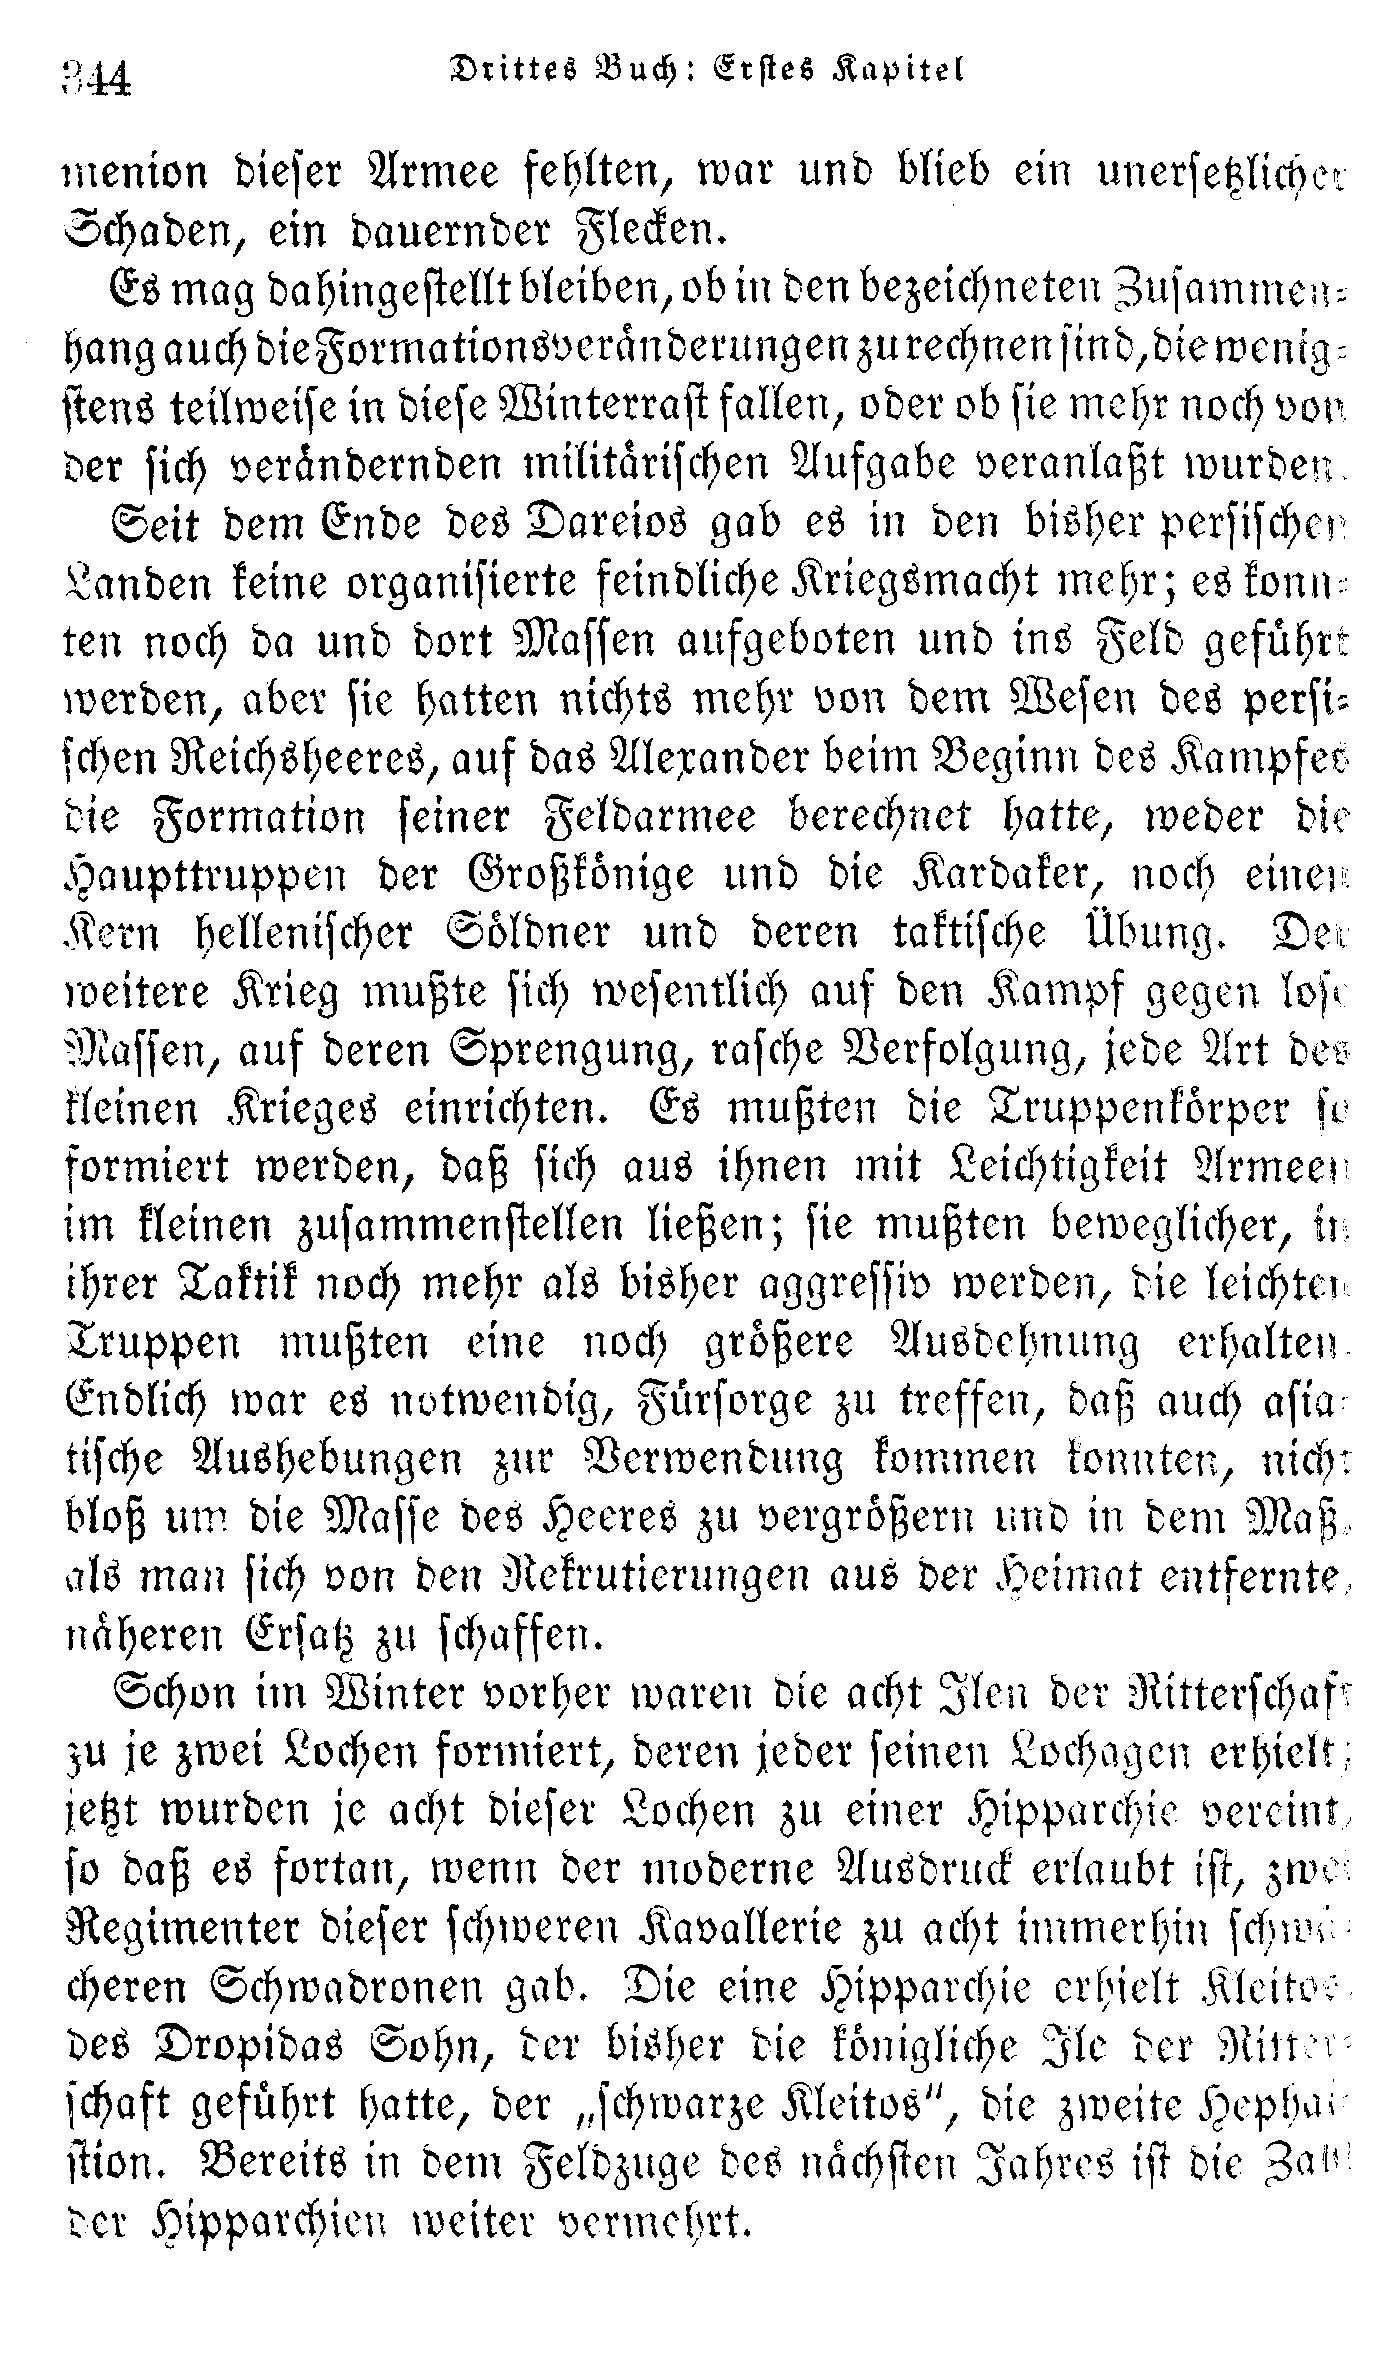 344
Drittes Buch: Erstes Kapitel
menion dieser Armee fehlten, war und blieb ein unersetzlicher
Schaden, ein dauernder Flecken.
Es mag dahingestellt bleiben, ob in den bezeichneten Zusammen-
hang auch die Formationsveränderungen zu rechnen sind, die wenig-
stens teilweise in diese Winterrast fallen, oder ob sie mehr noch von
der sich verändernden militärischen Aufgabe veranlaßt wurden.
Seit dem Ende des Dareios gab es in den bisher persischen
Landen keine organisierte feindliche Kriegsmacht mehr; es konn-
ten noch da und dort Massen aufgeboten und ins Feld geführt
werden, aber sie hatten nichts mehr von dem Wesen des persi-
schen Reichsheeres, auf das Alexander beim Beginn des Kampfes
die Formation seiner Feldarmee berechnet hatte, weder die
Haupttruppen der Großkönige und die Kardaker, noch einen
Kern hellenischer Söldner und deren taktische Übung. Der
weitere Krieg mußte sich wesentlich auf den Kampf gegen lose
Massen, auf deren Sprengung, rasche Verfolgung, jede Art des
kleinen Krieges einrichten. Es mußten die Truppenkörper so
formiert werden, daß sich aus ihnen mit Leichtigkeit Armeen
im kleinen zusammenstellen ließen; sie mußten beweglicher, in
ihrer Taktik noch mehr als bisher aggressiv werden, die leichten
Truppen mußten eine noch größere Ausdehnung erhalten.
Endlich war es notwendig, Fürsorge zu treffen, daß auch asia-
tische Aushebungen zur Verwendung kommen konnten, nicht
bloß um die Masse des Heeres zu vergrößern und in dem Maß,
als man sich von den Rekrutierungen aus der Heimat entfernte,
näheren Ersatz zu schaffen.
Schon im Winter vorher waren die acht Ilen der Ritterschaft
zu je zwei Lochen formiert, deren jeder seinen Lochagen erhielt;
jetzt wurden je acht dieser Lochen zu einer Hipparchie vereint,
so daß es fortan, wenn der moderne Ausdruck erlaubt ist, zwei
Regimenter dieser schweren Kavallerie zu acht immerhin schwä-
cheren Schwadronen gab. Die eine Hipparchie erhielt Kleitos,
des Dropidas Sohn, der bisher die königliche Ile der Ritter-
schaft geführt hatte, der „schwarze Kleitos“, die zweite Hephai-
stion. Bereits in dem Feldzuge des nächsten Jahres ist die Zahl
der Hipparchien weiter vermehrt.